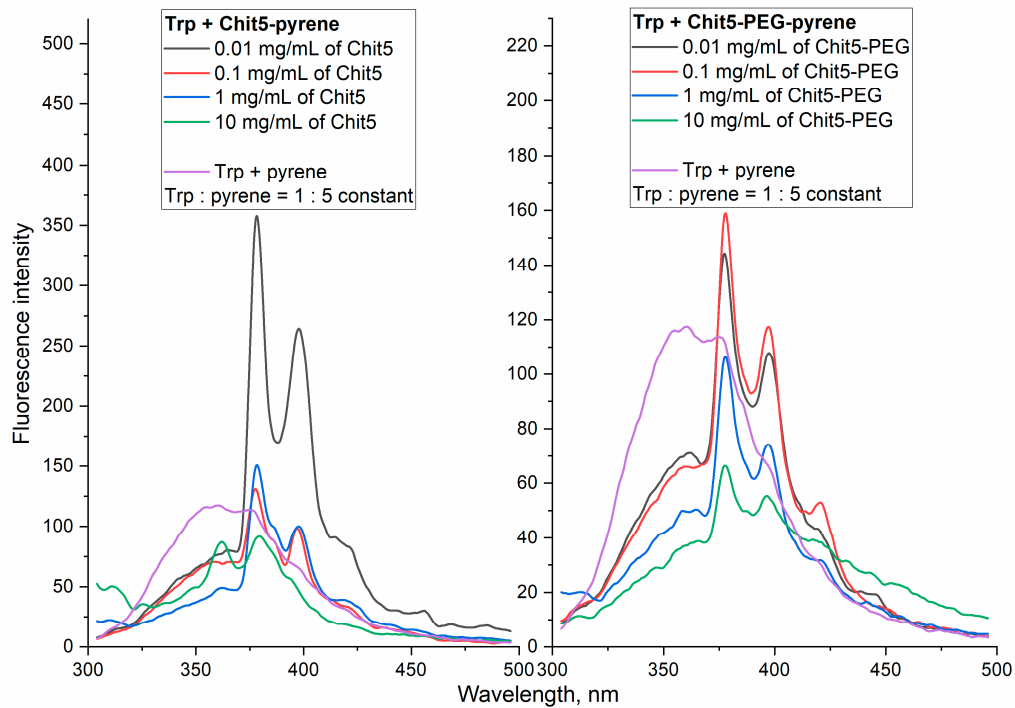 Trp + Chit5-pyrene
0.01 mg/mL of Chit5
0.1 mg/mL of Chit5
1 mg/mL of Chit5
10 mg/mL of Chit5
Trp + pyrene
Trp : pyrene = 1 : 5 constant
500
450
400
350
300
250
200
150
100
50
0
300
350
400
450
500
Fluorescence intensity
Trp + Chit5-PEG-pyrene
0.01 mg/mL of Chit5-PEG
0.1 mg/mL of Chit5-PEG
1 mg/mL of Chit5-PEG
10 mg/mL of Chit5-PEG
Trp + pyrene
Trp : pyrene = 1 : 5 constant
220
200
180
160
140
120
100
80
60
40
20
0
300
350
400
450
500
Wavelength, nm